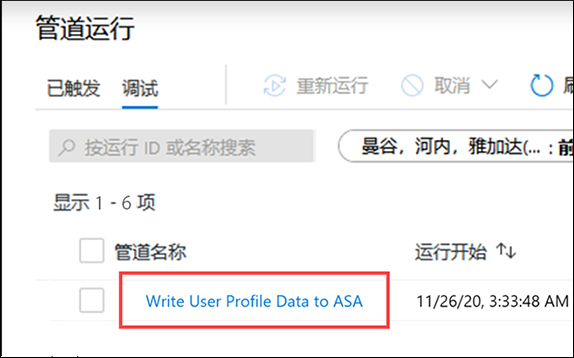 管道运行
已触发 调试 重新运行 取消
按运行 ID 或名称搜索 曼谷，河内，雅加达(... : 前
显示 1 - 6 项
管道名称 运行开始
Write User Profile Data to ASA 11/26/20, 3:33:48 AM